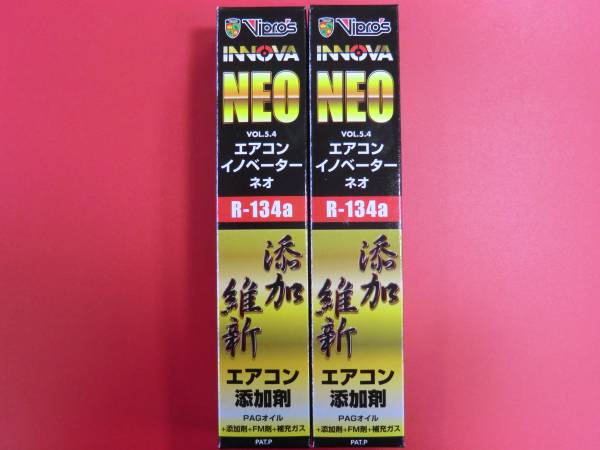 Vipro's
INNOVA
NEO
VOL.5.4
エアコン
イノベーター
ネオ
R-134a
添加
維新
エアコン
添加剤
PAGオイル
+添加剤+FM剤+補充ガス
PAT.P
Vipro's
INNOVA
NEO
VOL.5.4
エアコン
イノベーター
ネオ
R-134a
添加
維新
エアコン
添加剤
PAGオイル
+添加剤+FM剤+補充ガス
PAT.P